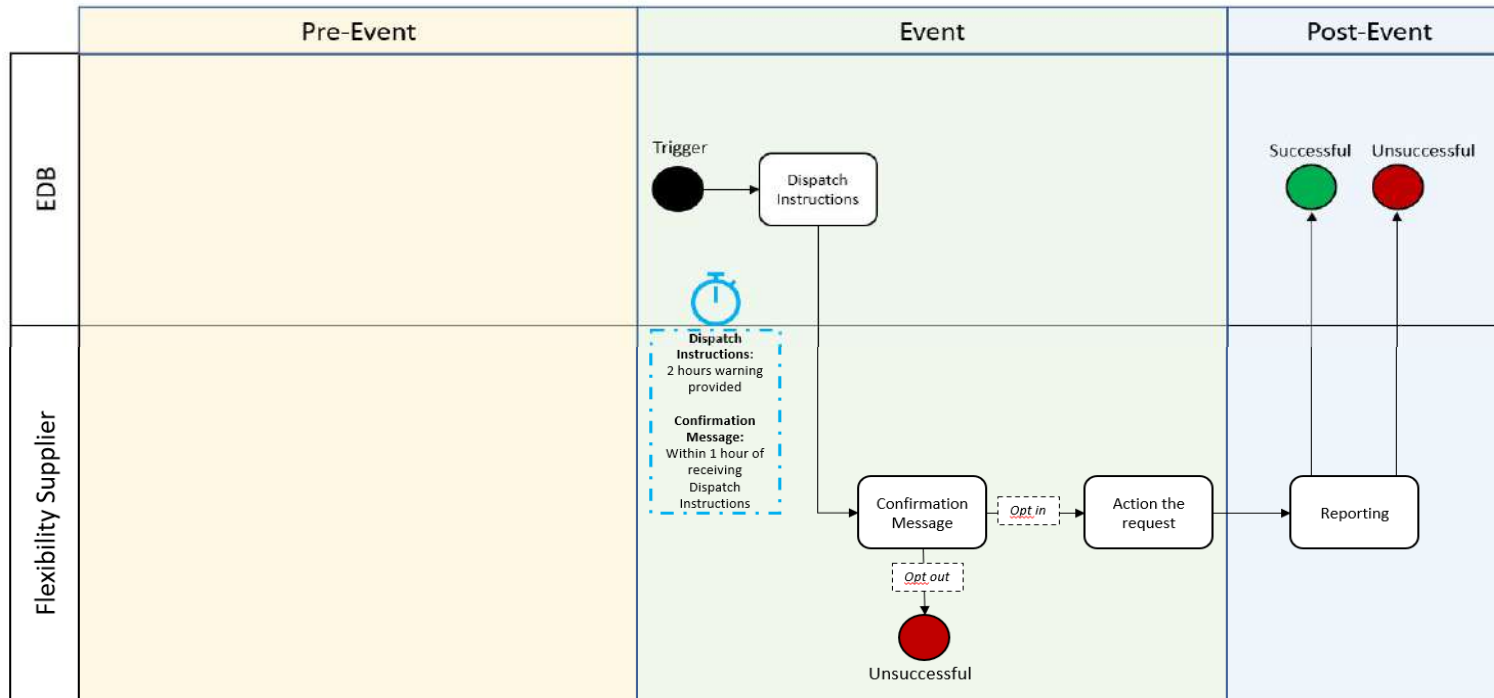 Pre-Event
Event
Post-Event
EDB
Trigger
Dispatch
Instructions
Successful
Unsuccessful
Flexibility Supplier
Dispatch
Instructions:
2 hours warning
provided
Confirmation
Message:
Within 1 hour of
receiving
Dispatch
Instructions
Confirmation
Message
Opt in
Action the
request
Reporting
Opt out
Unsuccessful